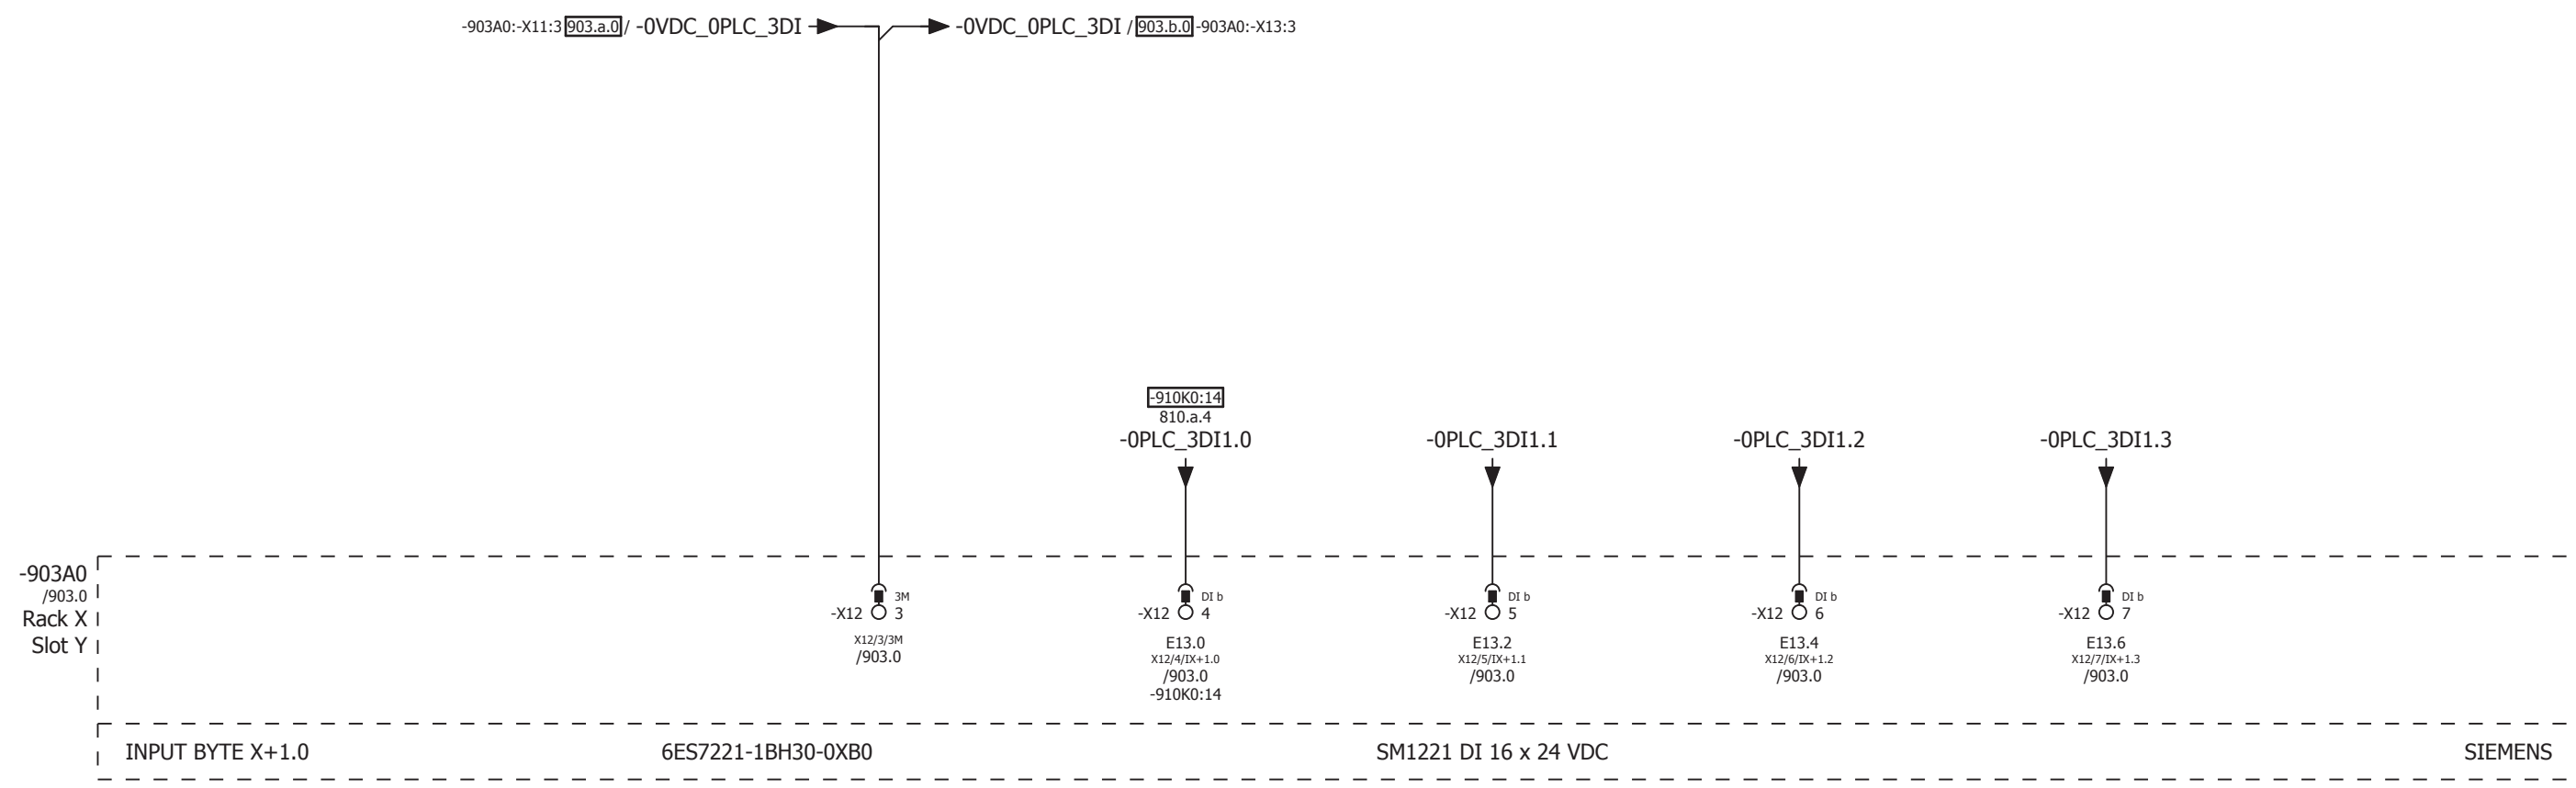 -903A0:-X11:3 903.a.0 / -0VDC_0PLC_3DI -0VDC_0PLC_3DI / 903.b.0 -903A0:-X13:3
-910K0:14
810.a.4
-0PLC_3DI1.0 -0PLC_3DI1.1 -0PLC_3DI1.2 -0PLC_3DI1.3
-903A0
/903.0
Rack X
Slot Y
3M
-X12 3
X12/3/3M
/903.0
DI b
-X12 4
E13.0
X12/4/IX+1.0
/903.0
-910K0:14
DI b
-X12 5
E13.2
X12/5/IX+1.1
/903.0
DI b
-X12 6
E13.4
X12/6/IX+1.2
/903.0
DI b
-X12 7
E13.6
X12/7/IX+1.3
/903.0
INPUT BYTE X+1.0 6ES7221-1BH30-0XB0 SM1221 DI 16 x 24 VDC SIEMENS